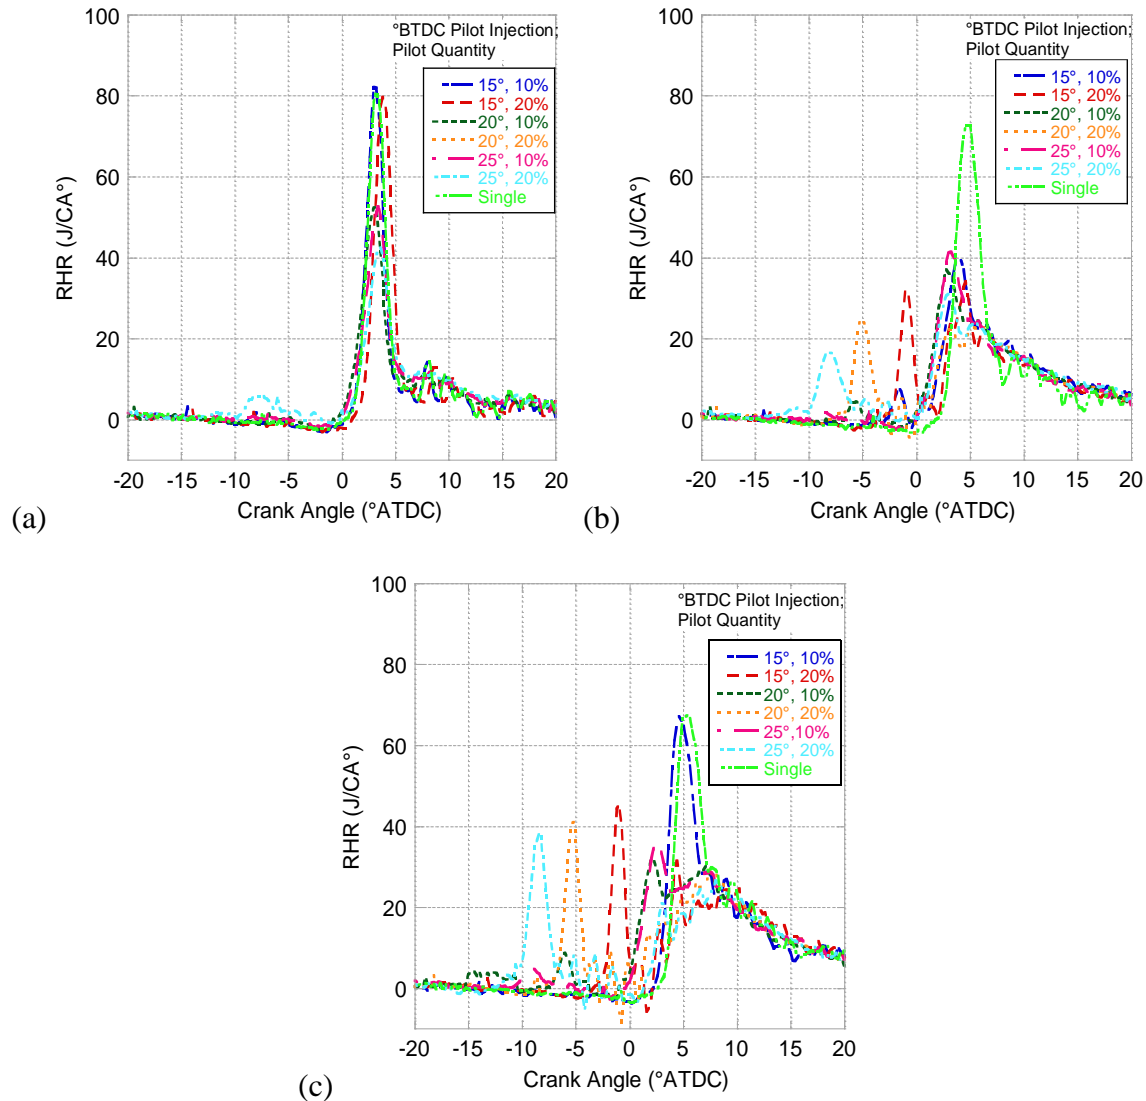 °BTDC Pilot Injection;
Pilot Quantity
15°, 10%
15°, 20%
20°, 10%
20°, 20%
25°, 10%
25°, 20%
Single
100
80
60
40
20
0
RHR (J/CA°)
-20 -15 -10 -5 0 5 10 15 20
Crank Angle (°ATDC)
(a)
°BTDC Pilot Injection;
Pilot Quantity
15°, 10%
15°, 20%
20°, 10%
20°, 20%
25°, 10%
25°, 20%
Single
100
80
60
40
20
0
RHR (J/CA°)
-20 -15 -10 -5 0 5 10 15 20
Crank Angle (°ATDC)
(b)
°BTDC Pilot Injection;
Pilot Quantity
15°, 10%
15°, 20%
20°, 10%
20°, 20%
25°,10%
25°, 20%
Single
100
80
60
40
20
0
RHR (J/CA°)
-20 -15 -10 -5 0 5 10 15 20
Crank Angle (°ATDC)
(c)